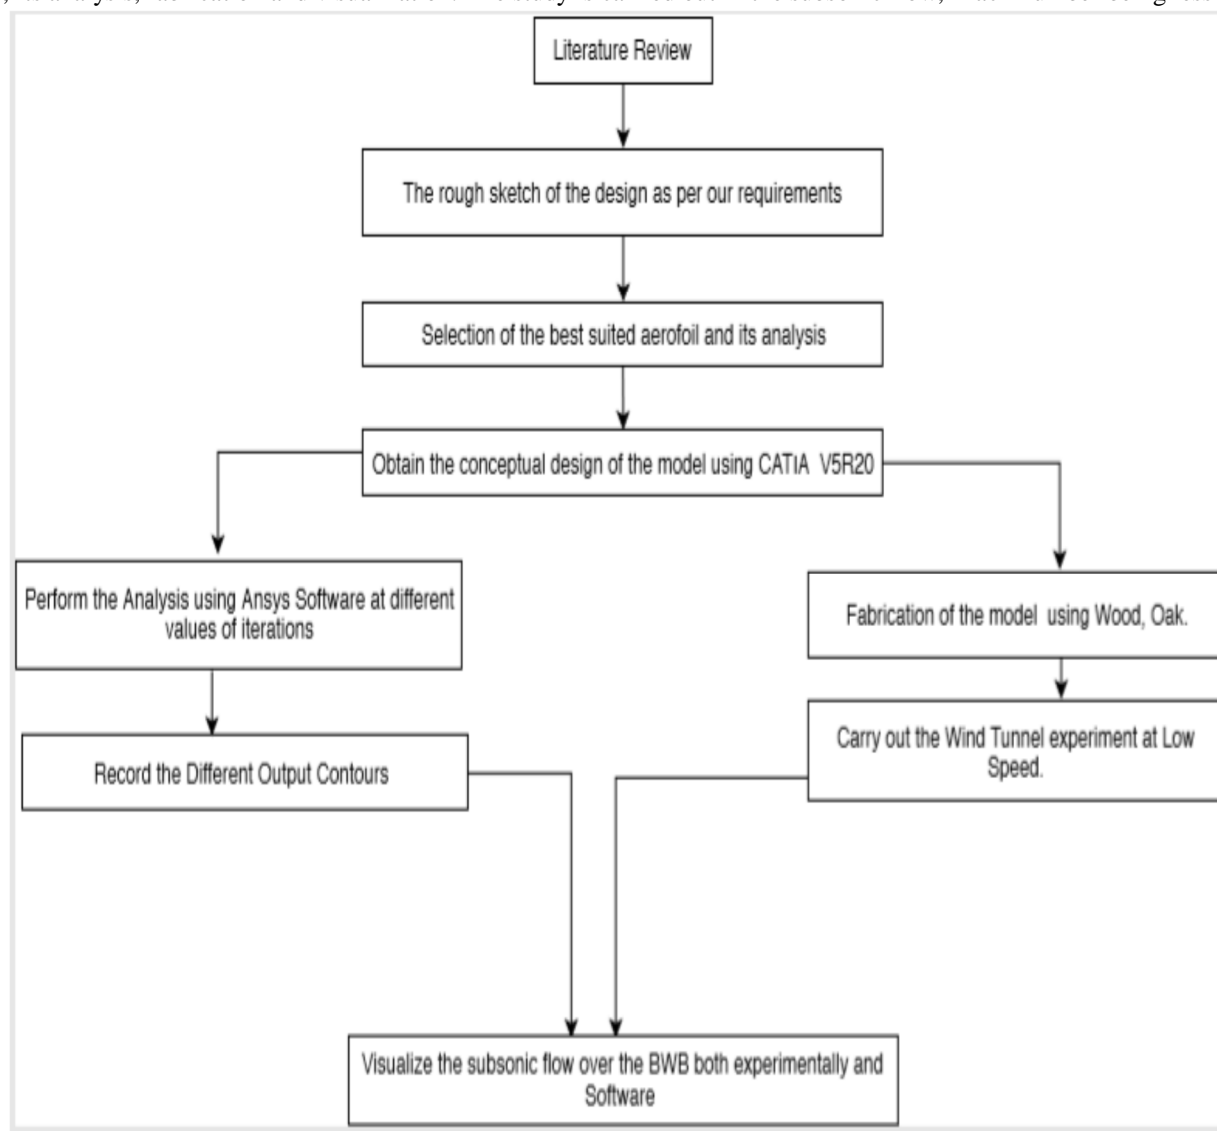 Literature Review
The rough sketch of the design as per our requirements
Selection of the best suited aerofoil and its analysis
Obtain the conceptual design of the model using CATIA V5R20
Perform the Analysis using Ansys Software at different
values of iterations
Fabrication of the model using Wood, Oak.
Record the Different Output Contours
Carry out the Wind Tunnel experiment at Low
Speed.
Visualize the subsonic flow over the BWB both experimentally and
Software